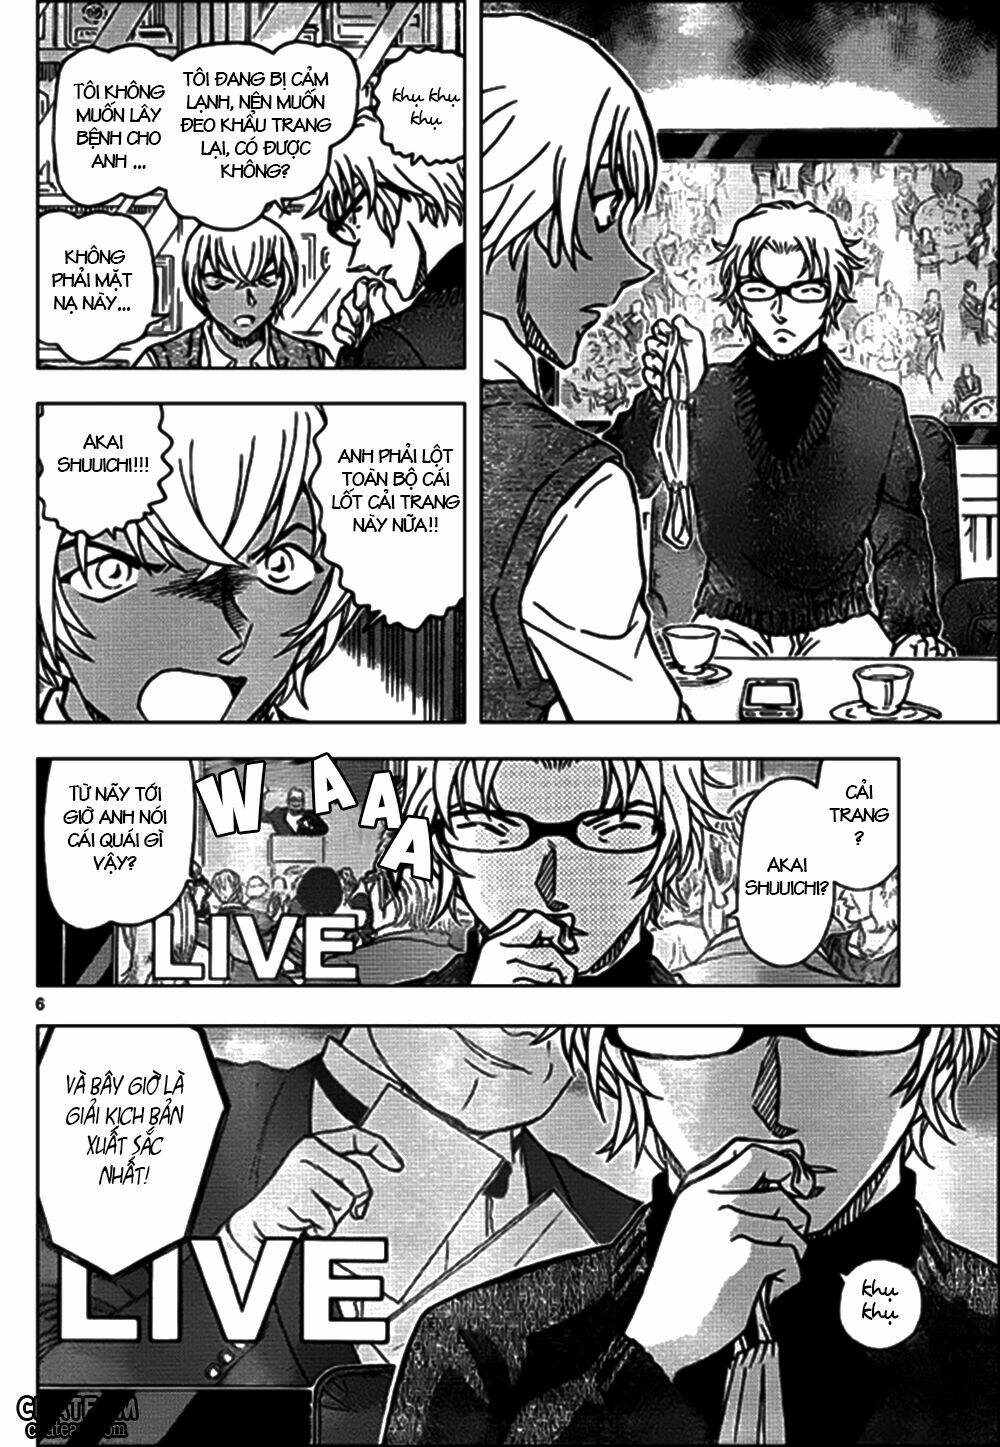 KHỤ KHỤ
KHỤ
TÔI ĐANG BỊ CẢM
LẠNH, NÊN MUỐN
ĐEO KHẨU TRANG
LẠI, CÓ ĐƯỢC
KHÔNG?
TÔI KHÔNG
MUỐN LÂY
BỆNH CHO
ANH ...
KHÔNG
PHẢI MẶT
NẠ NÀY...
ANH PHẢI LỘT
TOÀN BỘ CÁI
LỐT CẢI TRANG
NÀY NỮA!!
AKAI
SHUUICHI!!!
CẢI
TRANG
?
AKAI
SHUUICHI?
WAAAA
TỪ NÃY TỚI
GIỜ ANH NÓI
CÁI QUÁI GÌ
VẬY?
LIVE
6
VÀ BÂY GIỜ LÀ
GIẢI KỊCH BẢN
XUẤT SẮC
NHẤT!
LIVE
KHỤ
KHỤ